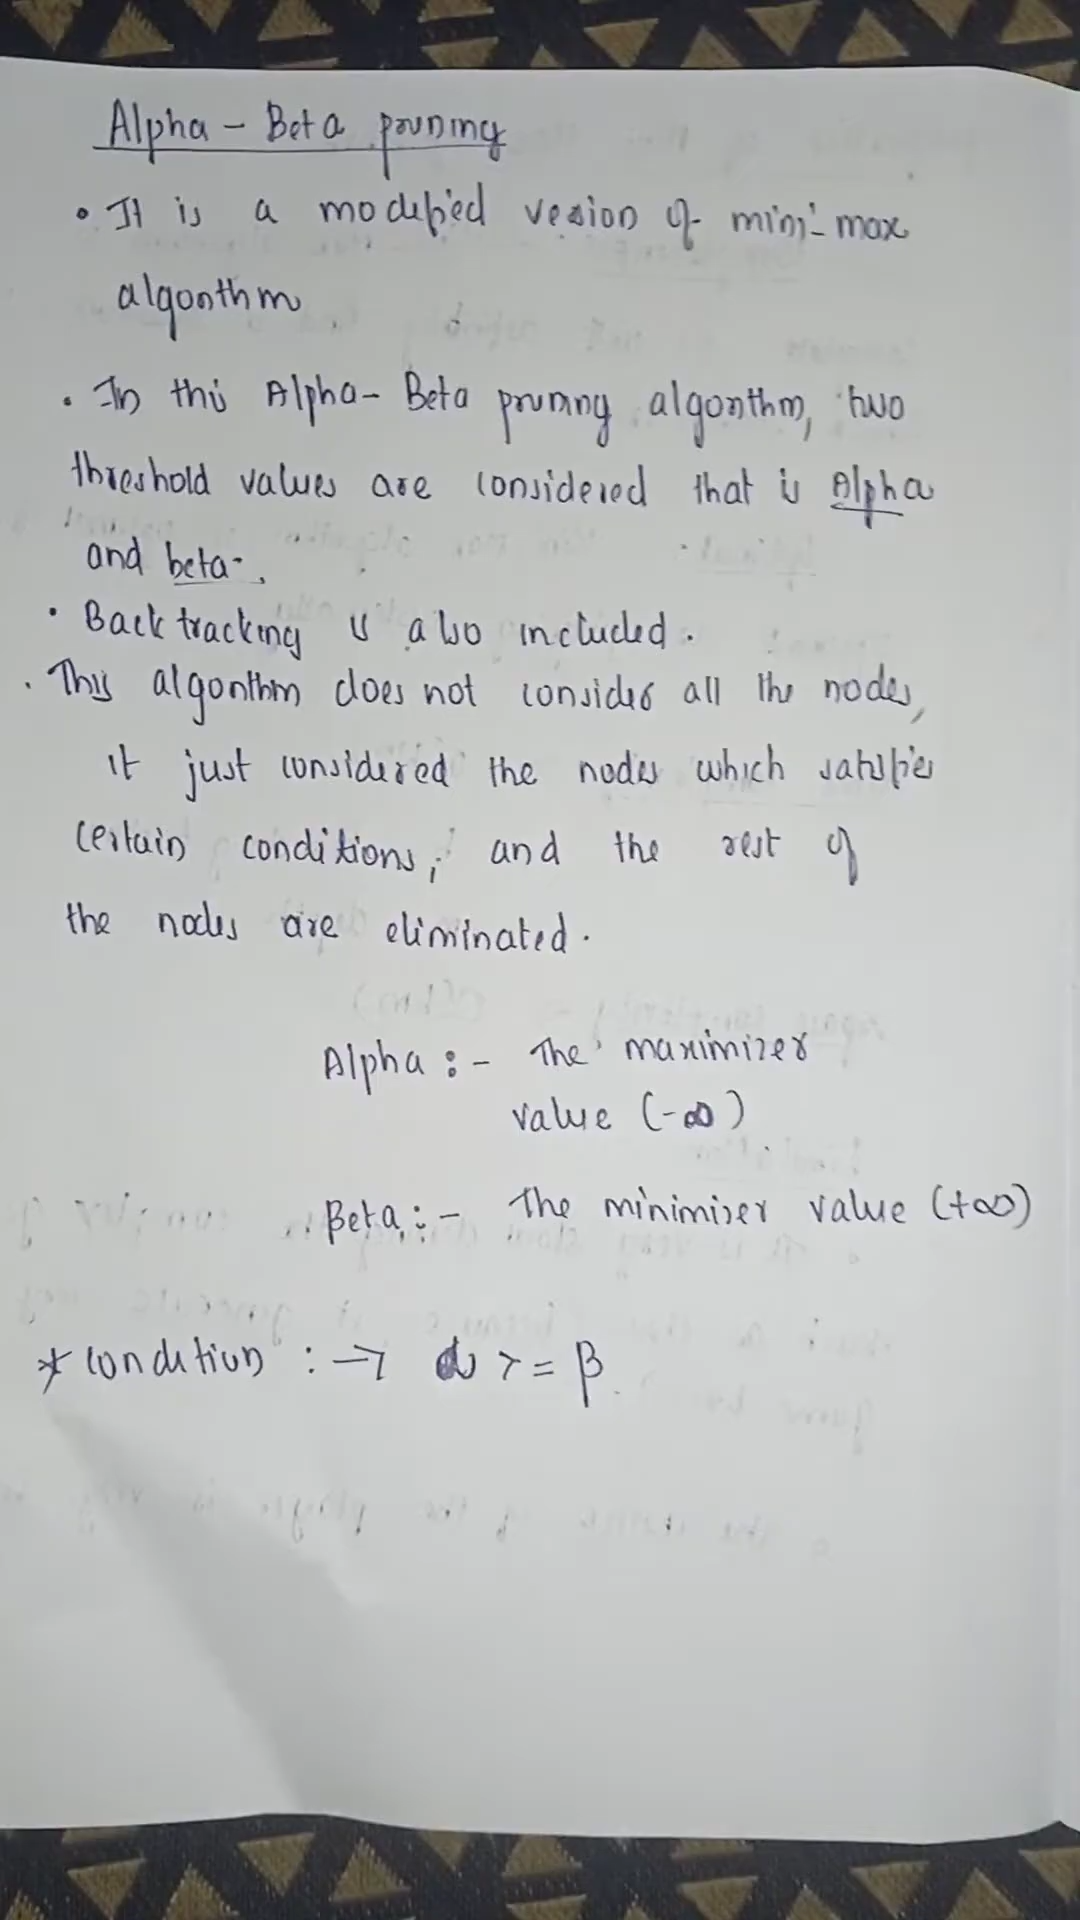 Alpha - Beta pruning
• It is a modified vesion of mini-max
algorithm
• In this Alpha- Beta pruning algorithm, two
threshold values are considered that is Alpha
and beta.
• Backtracking is also included.
• This algorithm does not consider all the nodes,
it just considered the nodes which satisfies
certain conditions, and the rest of
the nodes are eliminated.
Alpha :- The maximizer
value (-∞)
Beta :- The minimizer value (+∞)
* Condition :→ α >= β